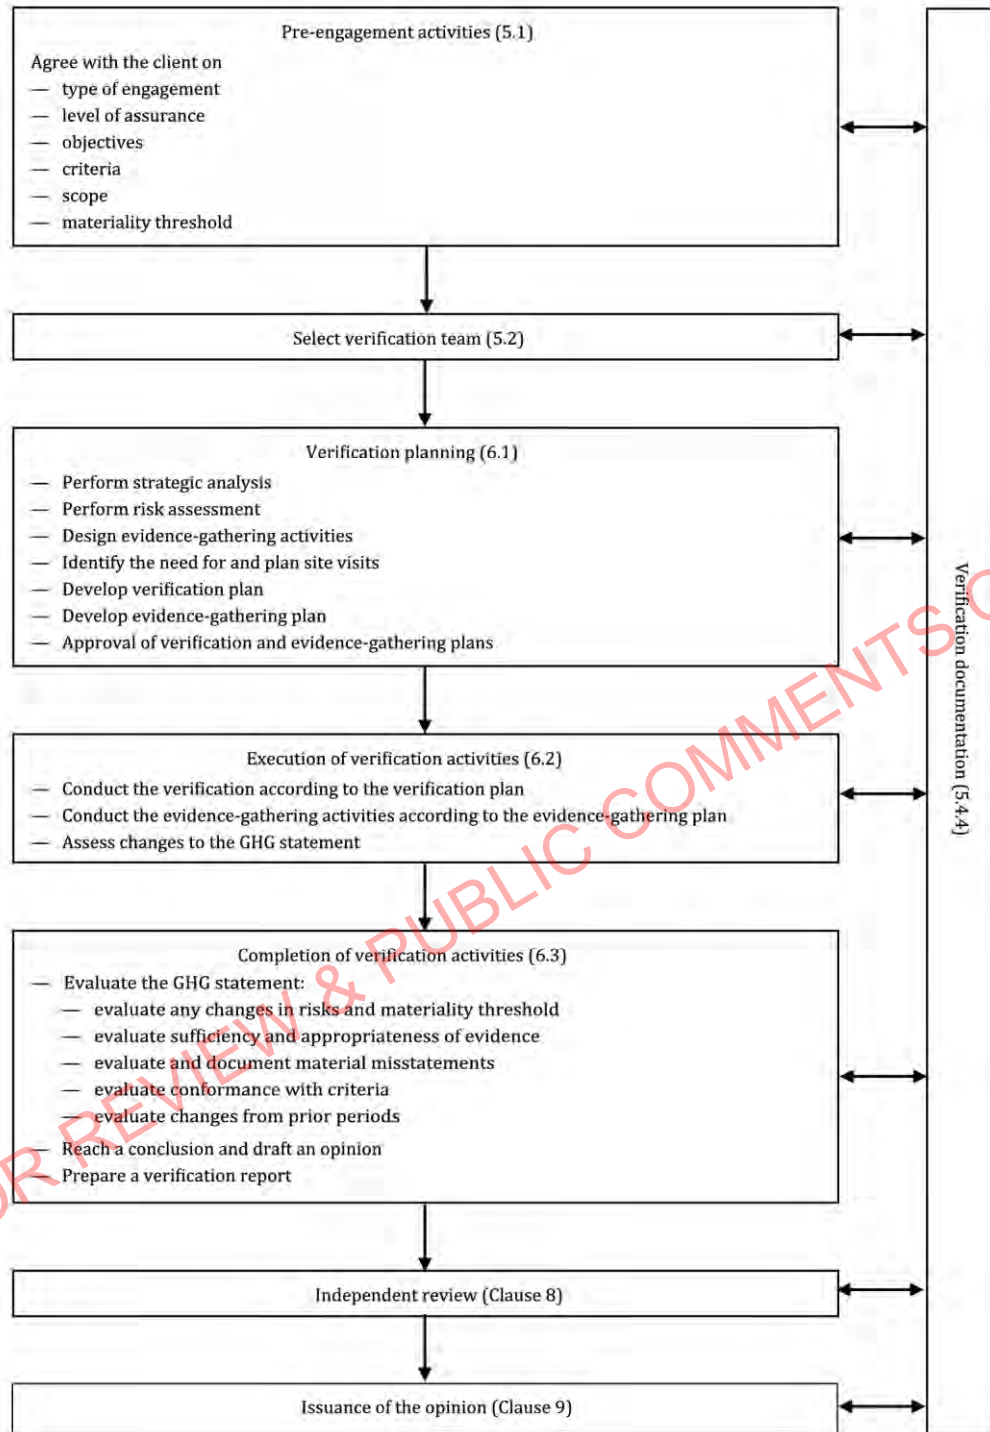 Pre-engagement activities (5.1)
Agree with the client on
— type of engagement
— level of assurance
— objectives
— criteria
— scope
— materiality threshold
Select verification team (5.2)
Verification planning (6.1)
— Perform strategic analysis
— Perform risk assessment
— Design evidence-gathering activities
— Identify the need for and plan site visits
— Develop verification plan
— Develop evidence-gathering plan
— Approval of verification and evidence-gathering plans
Execution of verification activities (6.2)
— Conduct the verification according to the verification plan
— Conduct the evidence-gathering activities according to the evidence-gathering plan
— Assess changes to the GHG statement
Completion of verification activities (6.3)
— Evaluate the GHG statement:
— evaluate any changes in risks and materiality threshold
— evaluate sufficiency and appropriateness of evidence
— evaluate and document material misstatements
— evaluate conformance with criteria
— evaluate changes from prior periods
— Reach a conclusion and draft an opinion
— Prepare a verification report
Independent review (Clause 8)
Issuance of the opinion (Clause 9)
Verification documentation (5.4.4)
REVIEW & PUBLIC COMMENTS